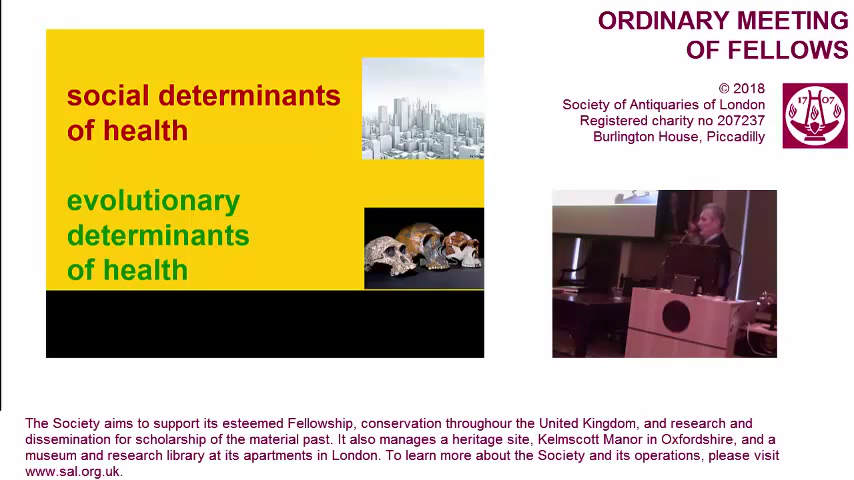 ORDINARY MEETING
OF FELLOWS
© 2018
Society of Antiquaries of London
Registered charity no 207237
Burlington House, Piccadilly
17 07
social determinants
of health
evolutionary
determinants
of health
The Society aims to support its esteemed Fellowship, conservation throughour the United Kingdom, and research and
dissemination for scholarship of the material past. It also manages a heritage site, Kelmscott Manor in Oxfordshire, and a
museum and research library at its apartments in London. To learn more about the Society and its operations, please visit
www.sal.org.uk.